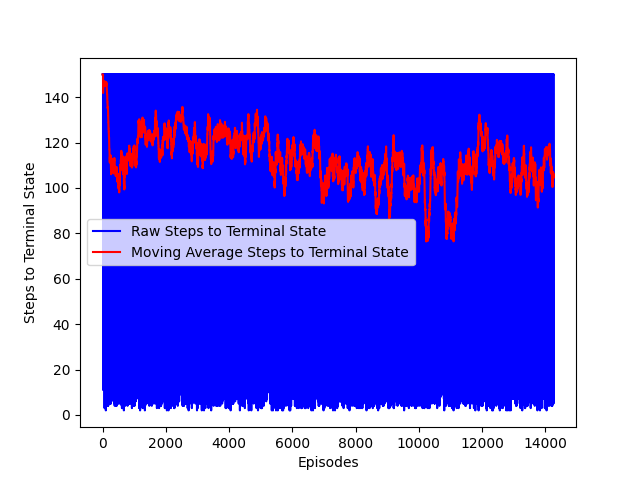 140
120
100
80
60
40
20
0
Steps to Terminal State
Raw Steps to Terminal State
Moving Average Steps to Terminal State
0 2000 4000 6000 8000 10000 12000 14000
Episodes